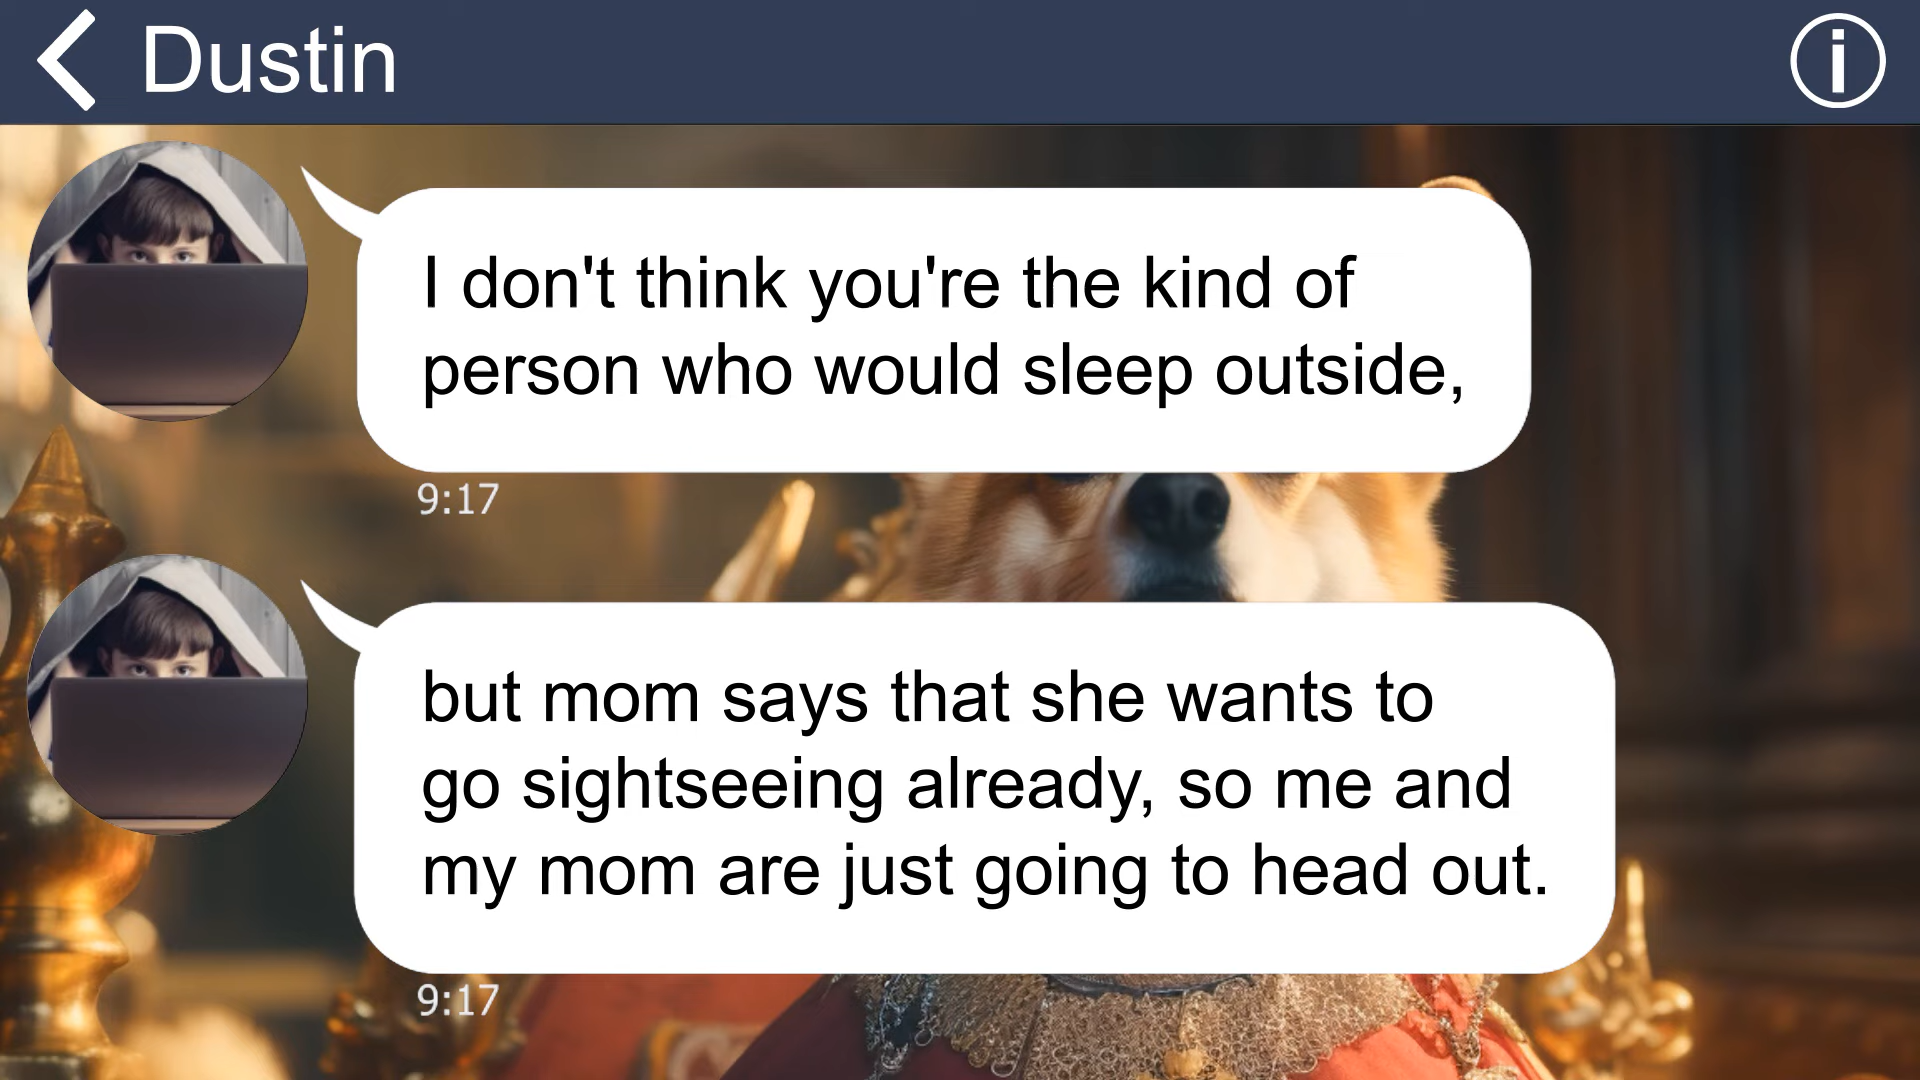 Dustin
I don't think you're the kind of
person who would sleep outside,
9:17
but mom says that she wants to
go sightseeing already, so me and
my mom are just going to head out.
9:17